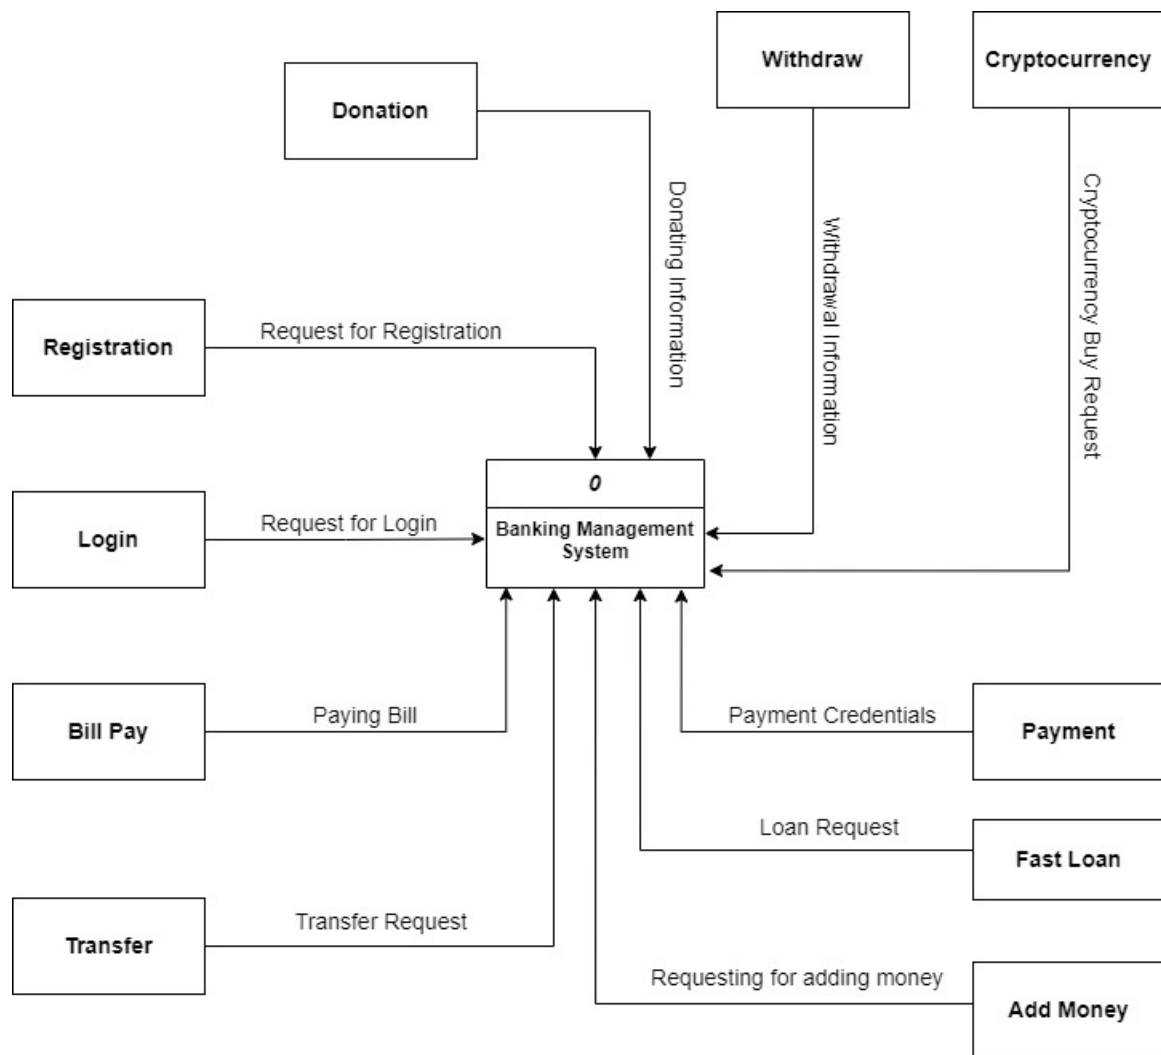 Withdraw
Cryptocurrency
Donation
Donating Information
Withdrawal Information
Cryptocurrency Buy Request
Registration
Request for Registration
0
Banking Management
System
Login
Request for Login
Bill Pay
Paying Bill
Payment Credentials
Payment
Loan Request
Fast Loan
Transfer
Transfer Request
Requesting for adding money
Add Money